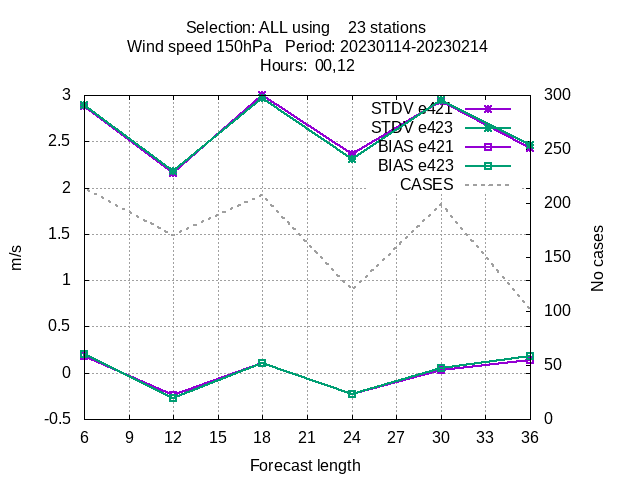 Selection: ALL using 23 stations
Wind speed 150hPa Period: 20230114-20230214
Hours: 00,12
3 300
STDV e421
STDV e423
2.5 250
BIAS e421
BIAS e423
2 CASES 200
1.5
m/s No cases
1 150
0.5 100
0 50
-0.5 0
6 9 12 15 18 21 24 27 30 33 36
Forecast length